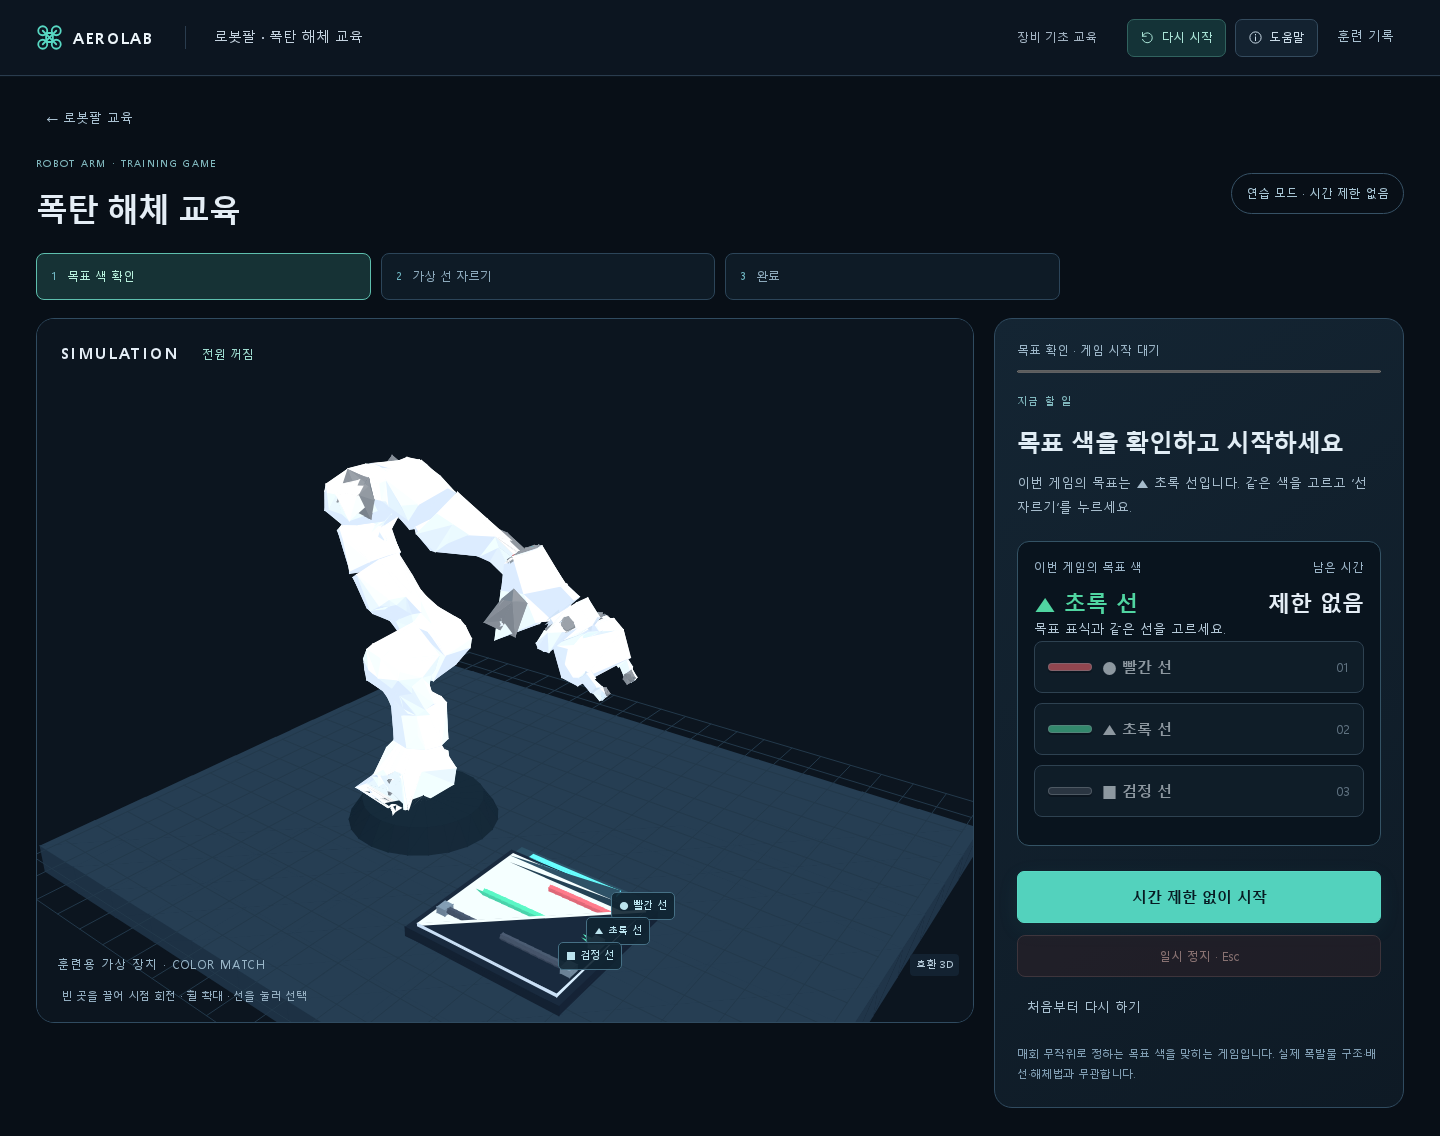 AEROLAB
로봇팔 · 폭탄 해체 교육
장비 기초 교육
다시 시작
도움말
훈련 기록
← 로봇팔 교육
ROBOT ARM · TRAINING GAME
폭탄 해체 교육
연습 모드 · 시간 제한 없음
1 목표 색 확인
2 가상 선 자르기
3 완료
SIMULATION 전원 꺼짐
빨간 선
초록 선
검정 선
훈련용 가상 장치 · COLOR MATCH
호환 3D
빈 곳을 끌어 시점 회전 · 휠 확대 · 선을 눌러 선택
목표 확인 · 게임 시작 대기
지금 할 일
목표 색을 확인하고 시작하세요
이번 게임의 목표는 ▲ 초록 선입니다. 같은 색을 고르고 ‘선
자르기’를 누르세요.
이번 게임의 목표 색 남은 시간
▲ 초록 선 제한 없음
목표 표식과 같은 선을 고르세요.
● 빨간 선 01
▲ 초록 선 02
■ 검정 선 03
시간 제한 없이 시작
일시 정지 · Esc
처음부터 다시 하기
매회 무작위로 정하는 목표 색을 맞히는 게임입니다. 실제 폭발물 구조·배
선·해체법과 무관합니다.